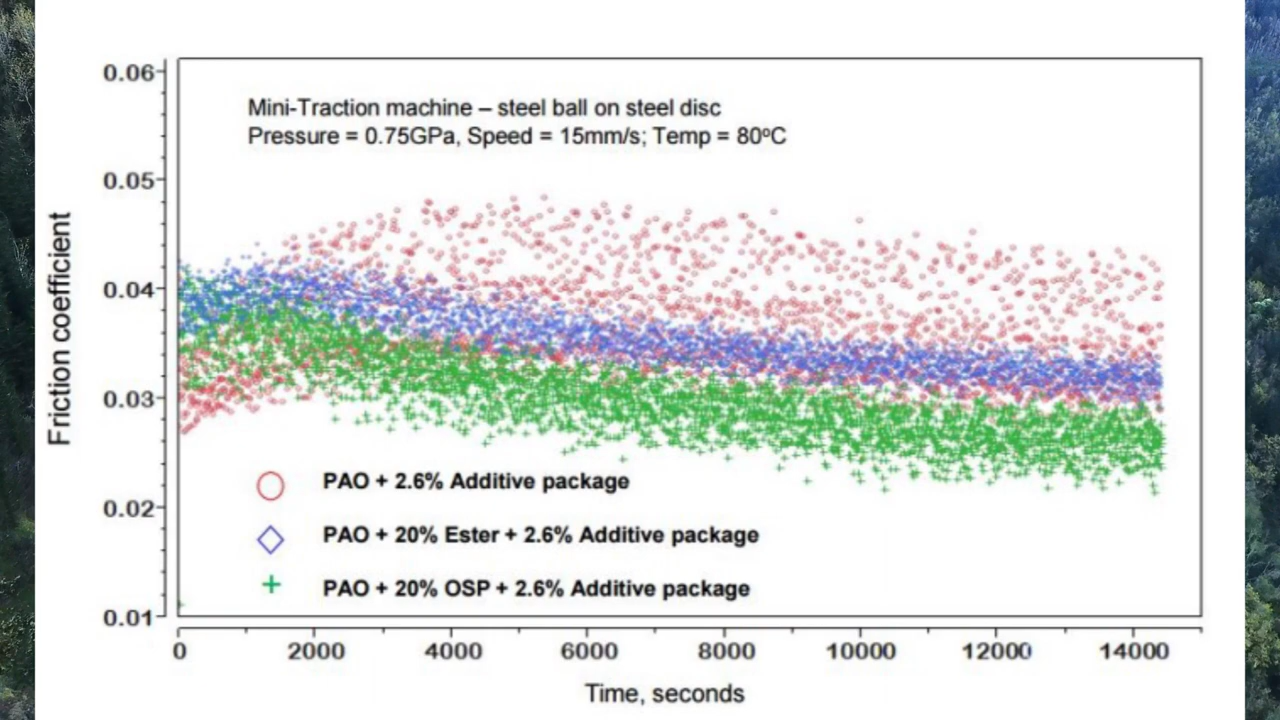 0.06
Mini-Traction machine – steel ball on steel disc
Pressure = 0.75GPa, Speed = 15mm/s; Temp = 80ºC
0.05
0.04
Friction coefficient
0.03
PAO + 2.6% Additive package
0.02
PAO + 20% Ester + 2.6% Additive package
PAO + 20% OSP + 2.6% Additive package
0.01
0 2000 4000 6000 8000 10000 12000 14000
Time, seconds